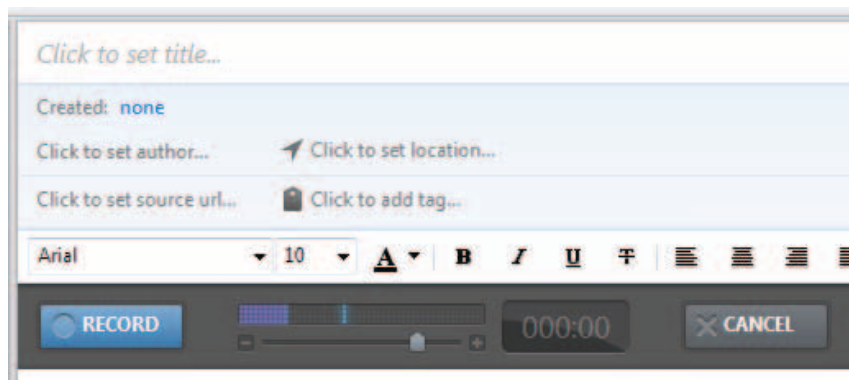 Click to set title...
Created: none
Click to set author... Click to set location...
Click to set source url... Click to add tag...
Arial 10 A B I U T
RECORD 000:00 CANCEL